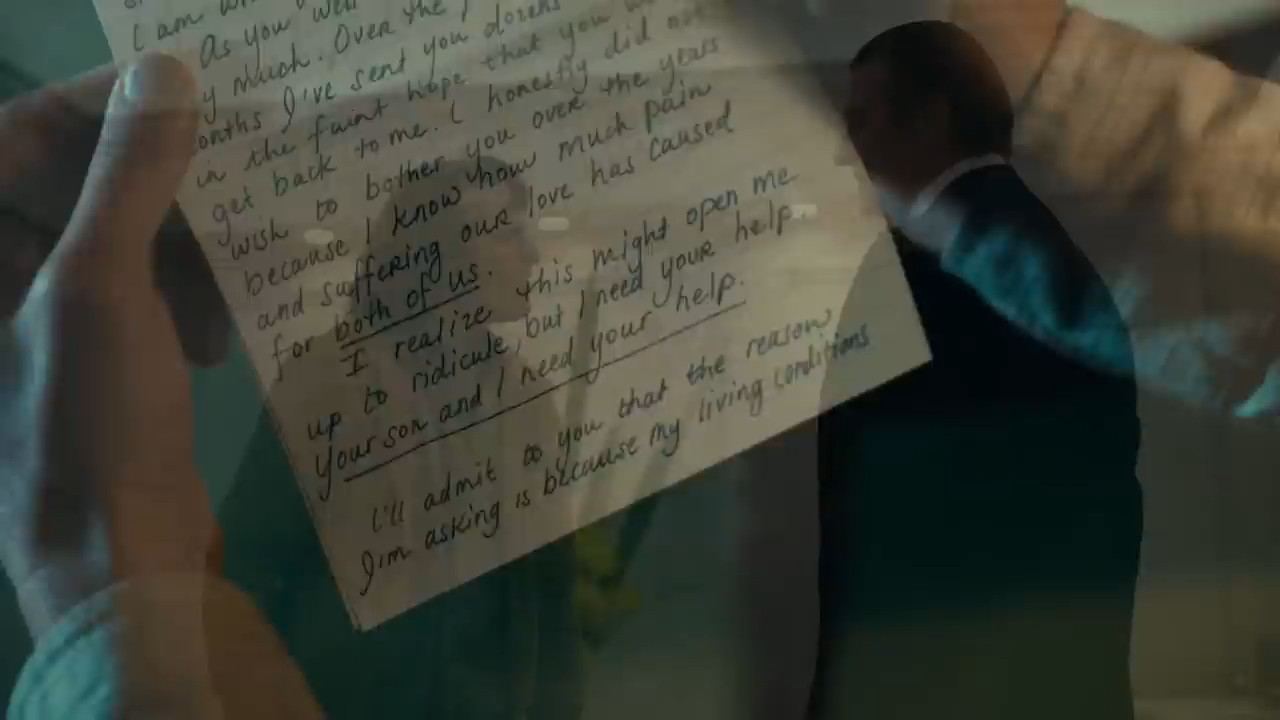 I am
As you well
y much. Over the
onths I've sent you dozens
in the faint hope that you
get back to me. I honestly did not
wish to bother you over the years
because I know how much pain
and suffering our love has caused
for both of us.
I realize this might open me
up to ridicule, but I need your help.
Your son and I need your help.
I'll admit to you that the reason
I'm asking is because my living conditions